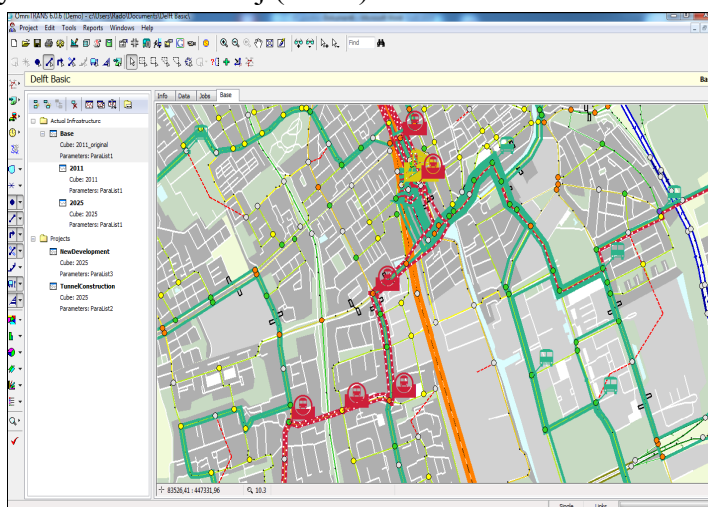 OmniTRANS 6.0.6 [Demo] - c:\Users\Rado\Documents\Delft Basic\
Project Edit Tools Reports Windows Help
Find
Delft Basic
Ba
Info Data Jobs Base
Actual Infrastructure
Base
Cube: 2011_original
Parameters: ParaList1
2011
Cube: 2011
Parameters: ParaList1
2025
Cube: 2025
Parameters: ParaList1
Projects
NewDevelopment
Cube: 2025
Parameters: ParaList3
TunnelConstruction
Cube: 2025
Parameters: ParaList2
83526,41 : 447331,96 10.3
Single Links